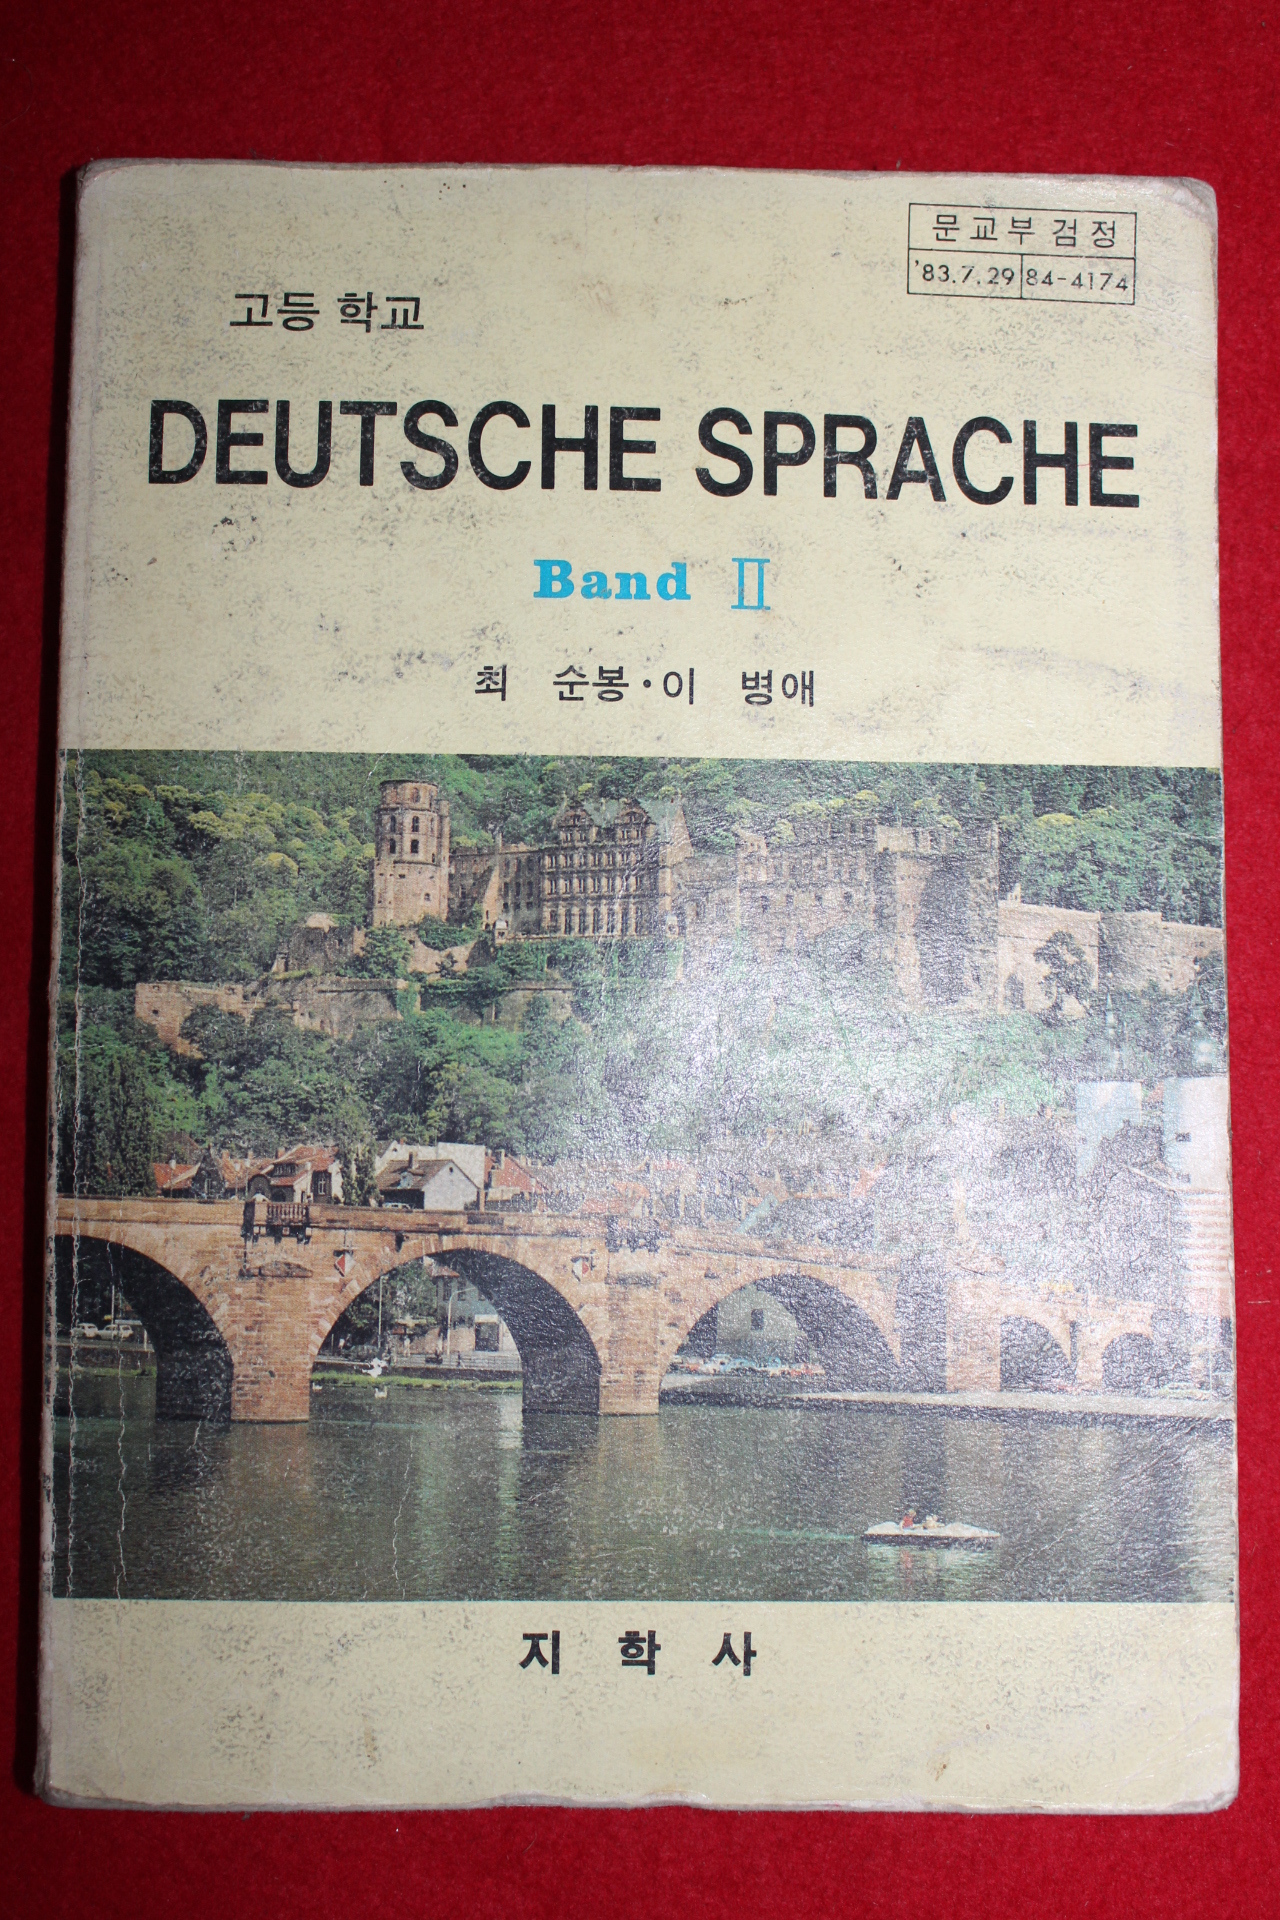 문교부 검정
'83.7.29 84-4174
고등 학교
DEUTSCHE SPRACHE
Band Ⅱ
최 순봉·이 병애
지 학 사